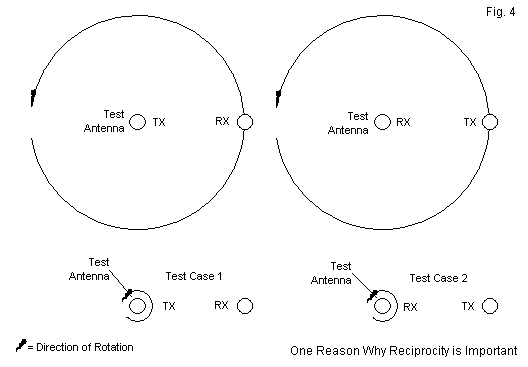 Fig. 4
Test
Antenna
TX
RX
Test
Antenna
RX
TX
Test
Antenna
Test Case 1
TX
RX
Test
Antenna
Test Case 2
RX
TX
= Direction of Rotation
One Reason Why Reciprocity is Important